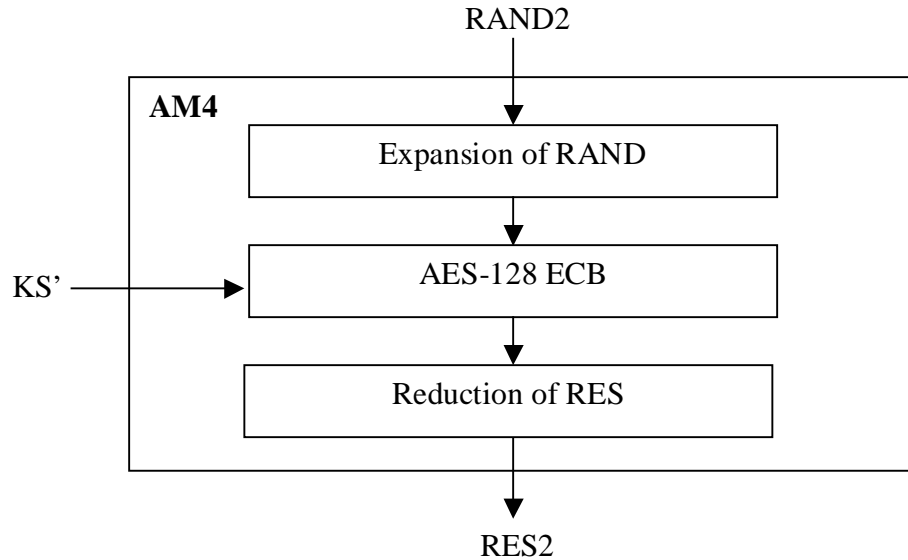 RAND2
AM4
Expansion of RAND
AES-128 ECB
KS’
Reduction of RES
RES2